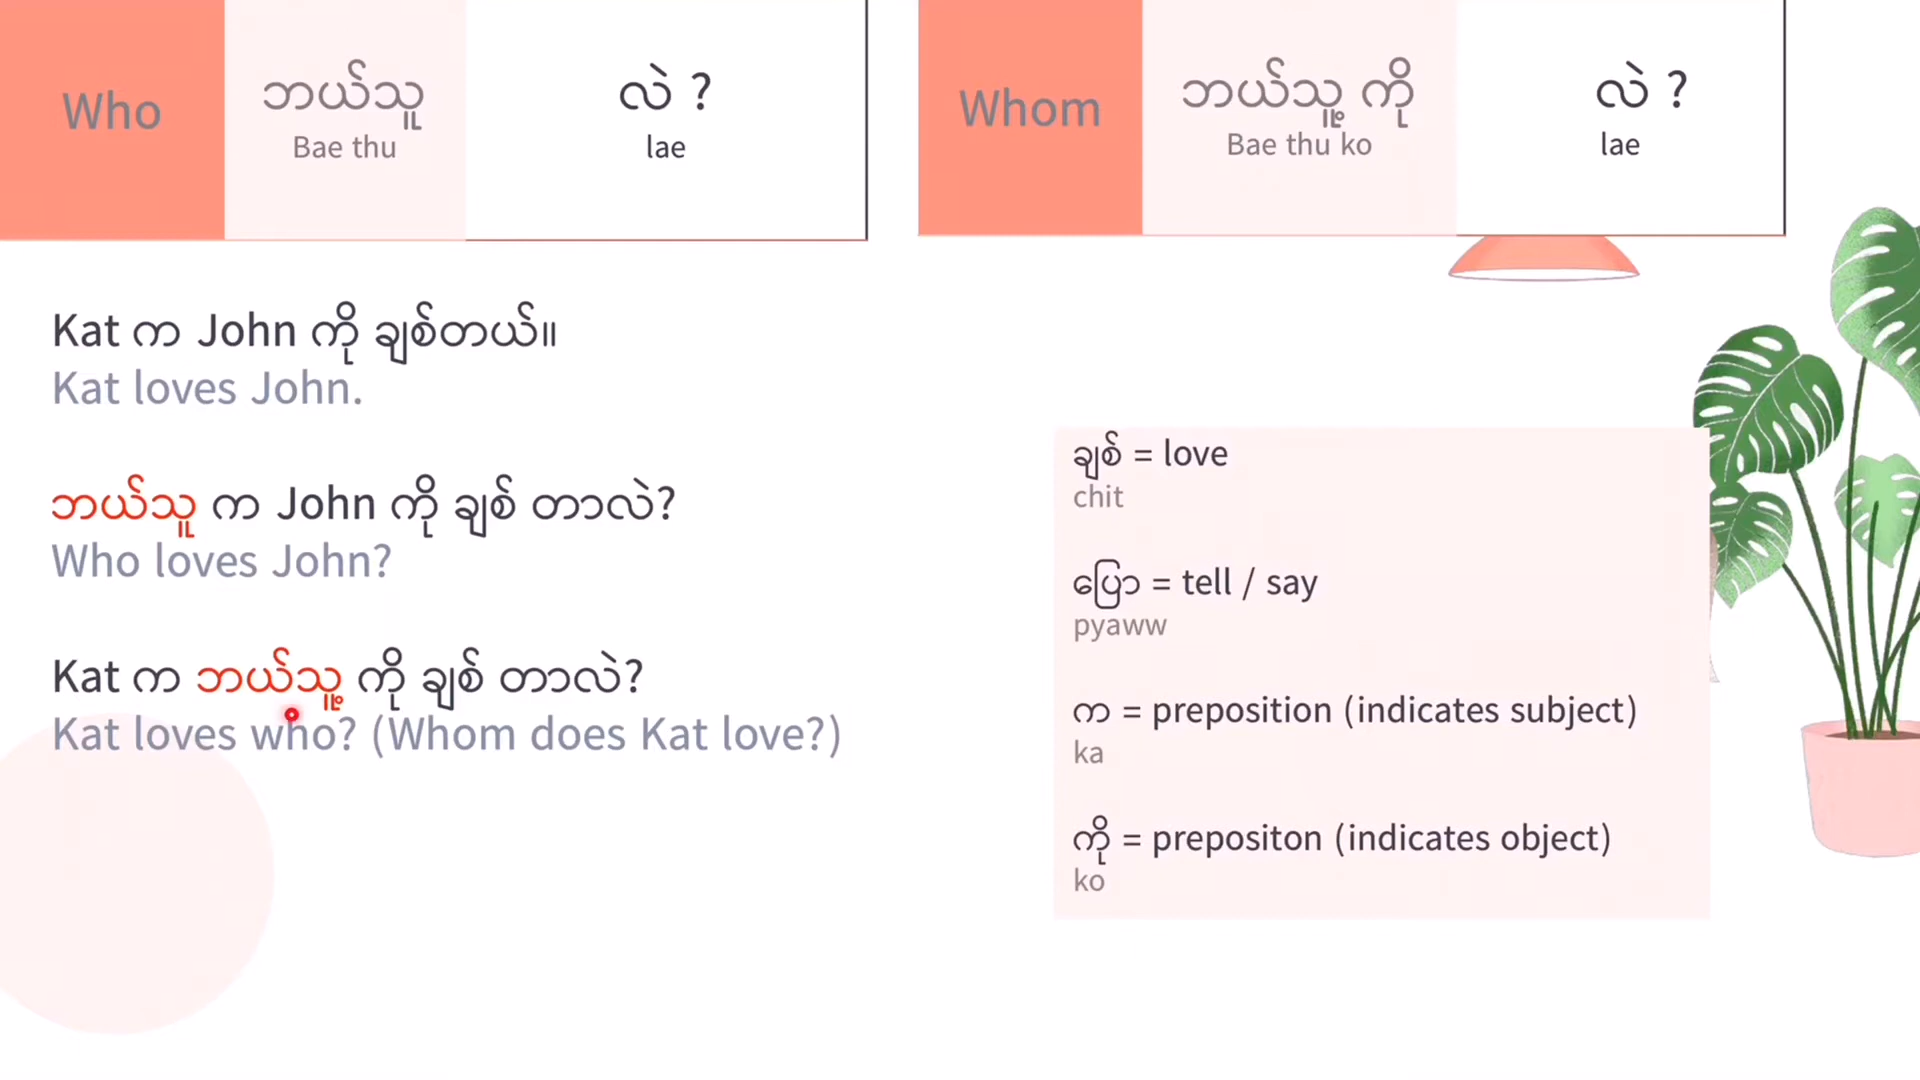 Who
ဘယ်သူ
Bae thu
လဲ ?
lae
Whom
ဘယ်သူ့ ကို
Bae thu ko
လဲ ?
lae
Kat က John ကို ချစ်တယ်။
Kat loves John.
ဘယ်သူ က John ကို ချစ် တာလဲ?
Who loves John?
Kat က ဘယ်သူ့ ကို ချစ် တာလဲ?
Kat loves who? (Whom does Kat love?)
ချစ် = love
chit
ပြော = tell / say
pyaww
က = preposition (indicates subject)
ka
ကို = prepositon (indicates object)
ko